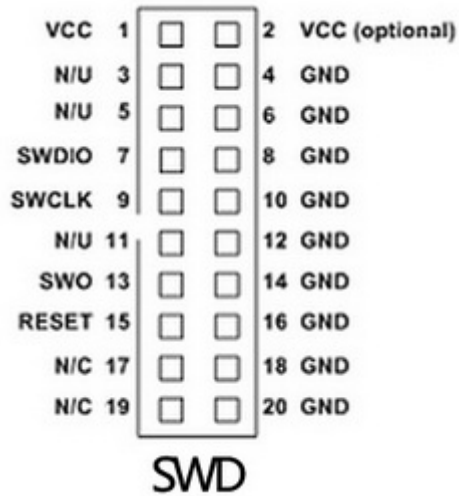 VCC 1 2 VCC (optional)
N/U 3 4 GND
N/U 5 6 GND
SWDIO 7 8 GND
SWCLK 9 10 GND
N/U 11 12 GND
SWO 13 14 GND
RESET 15 16 GND
N/C 17 18 GND
N/C 19 20 GND
SWD